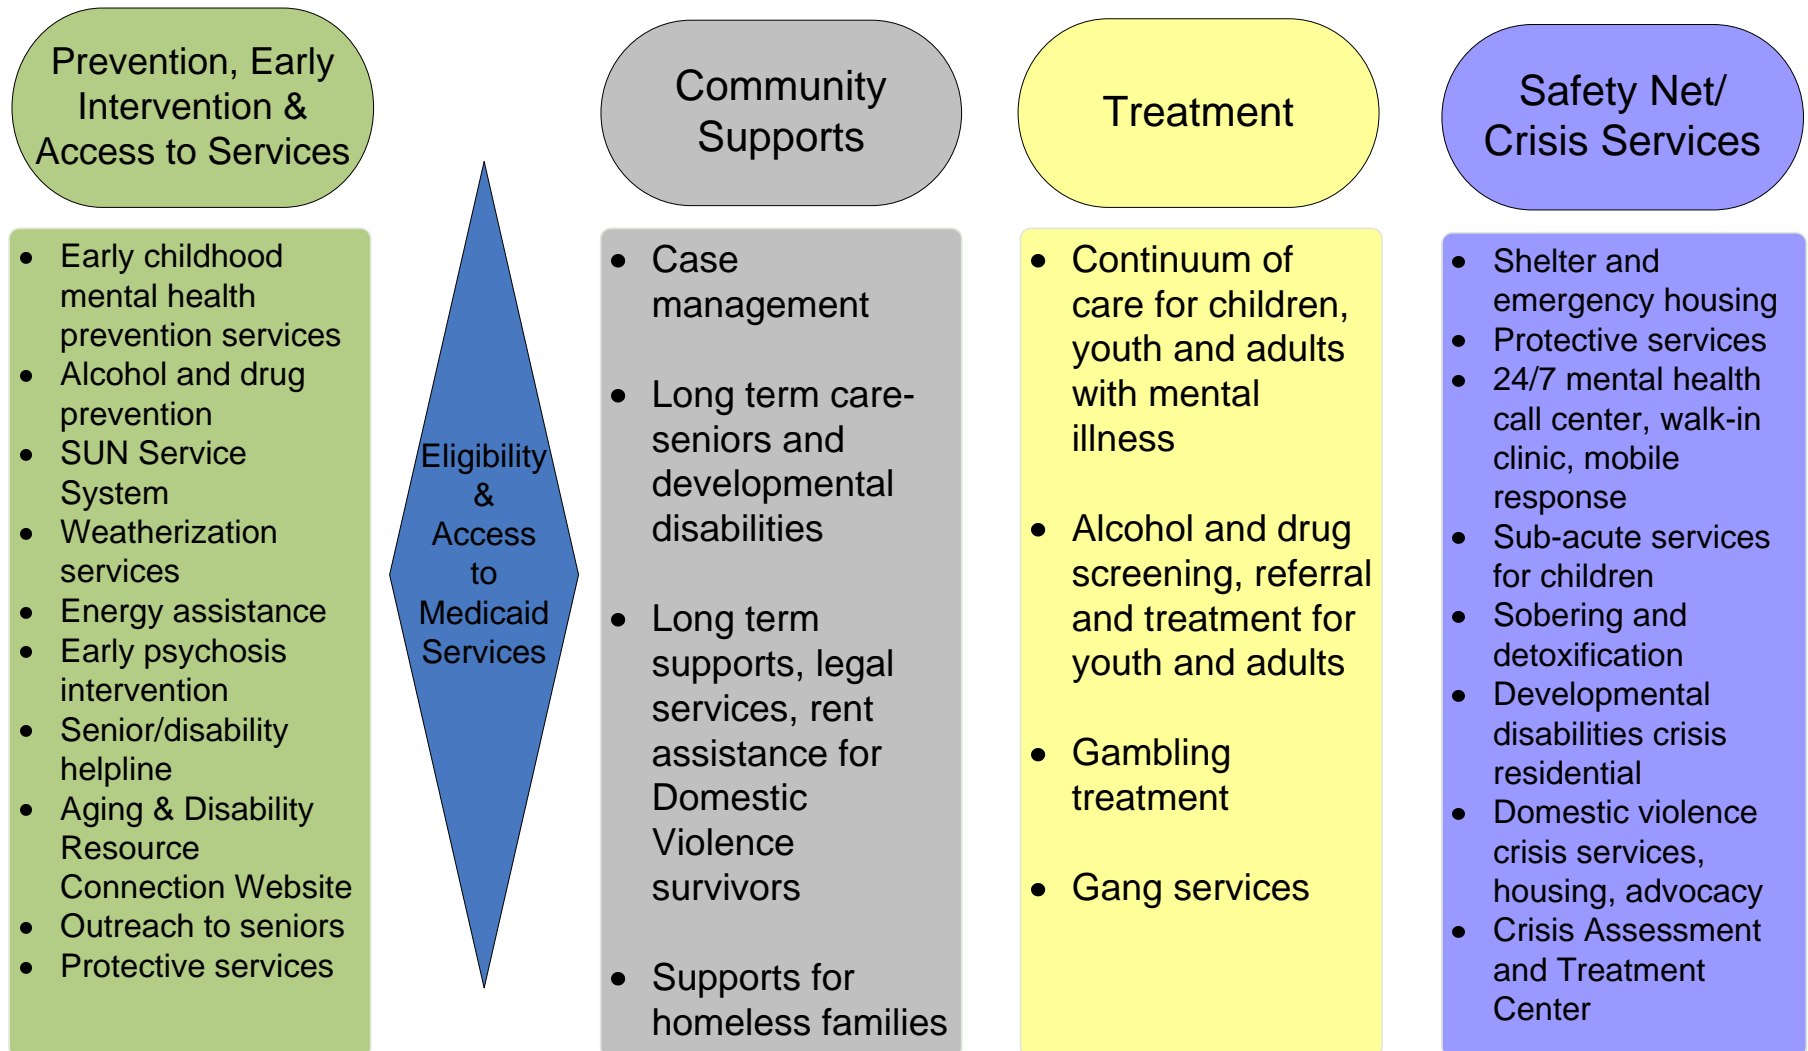 Prevention, Early
Intervention &
Access to Services
• Early childhood
mental health
prevention services
• Alcohol and drug
prevention
• SUN Service
System
• Weatherization
services
• Energy assistance
• Early psychosis
intervention
• Senior/disability
helpline
• Aging & Disability
Resource
Connection Website
• Outreach to seniors
• Protective services
Eligibility
&
Access
to
Medicaid
Services
Community
Supports
• Case
management
• Long term care-
seniors and
developmental
disabilities
• Long term
supports, legal
services, rent
assistance for
Domestic
Violence
survivors
• Supports for
homeless families
Treatment
• Continuum of
care for children,
youth and adults
with mental
illness
• Alcohol and drug
screening, referral
and treatment for
youth and adults
• Gambling
treatment
• Gang services
Safety Net/
Crisis Services
• Shelter and
emergency housing
• Protective services
• 24/7 mental health
call center, walk-in
clinic, mobile
response
• Sub-acute services
for children
• Sobering and
detoxification
• Developmental
disabilities crisis
residential
• Domestic violence
crisis services,
housing, advocacy
• Crisis Assessment
and Treatment
Center